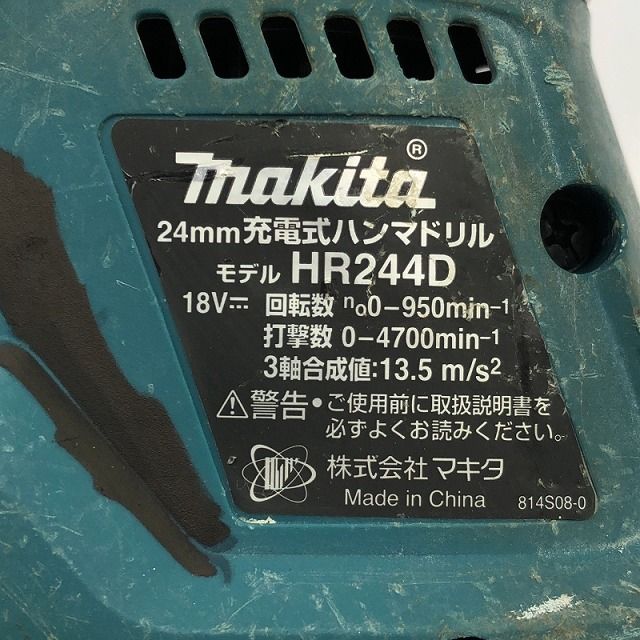 makita®
24mm充電式ハンマドリル
モデル HR244D
18V⎓ 回転数 n₀0-950min⁻¹
打撃数 0-4700min⁻¹
3軸合成値:13.5 m/s²
⚠警告・ご使用前に取扱説明書を
必ずよくお読みください。
株式会社 マキタ
Made in China 814S08-0